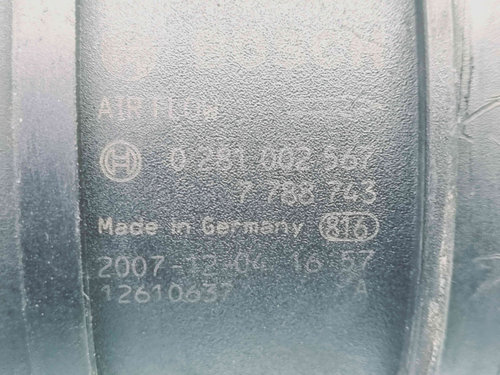 BOSCH
AIR FLOW
0 281 002 567
7 788 743
Made in Germany 816
2007-12-04 16 57
12610637 A